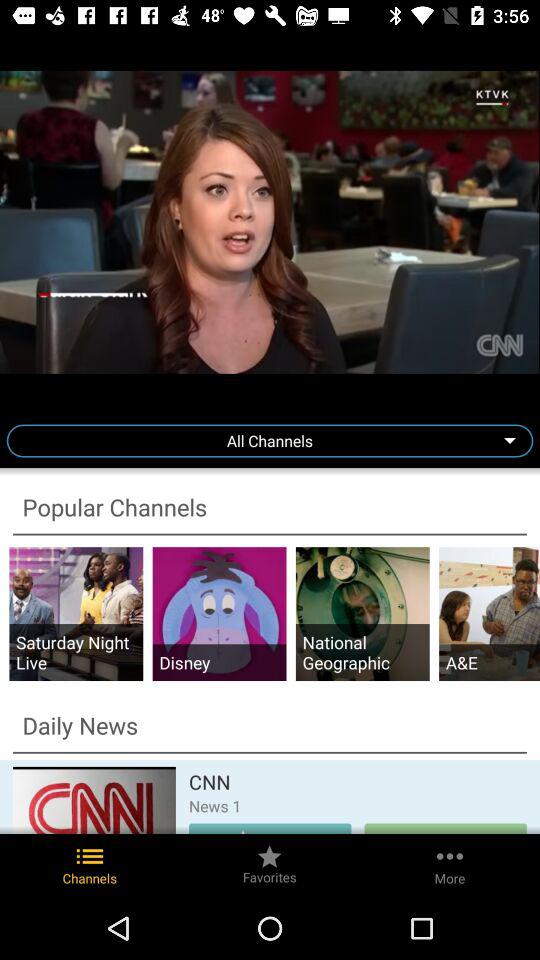 48°
3:56
KTVK
CNN
All Channels
Popular Channels
Saturday Night
Live
Disney
National
Geographic
A&E
Daily News
CNN
CNN
News 1
Channels
Favorites
More